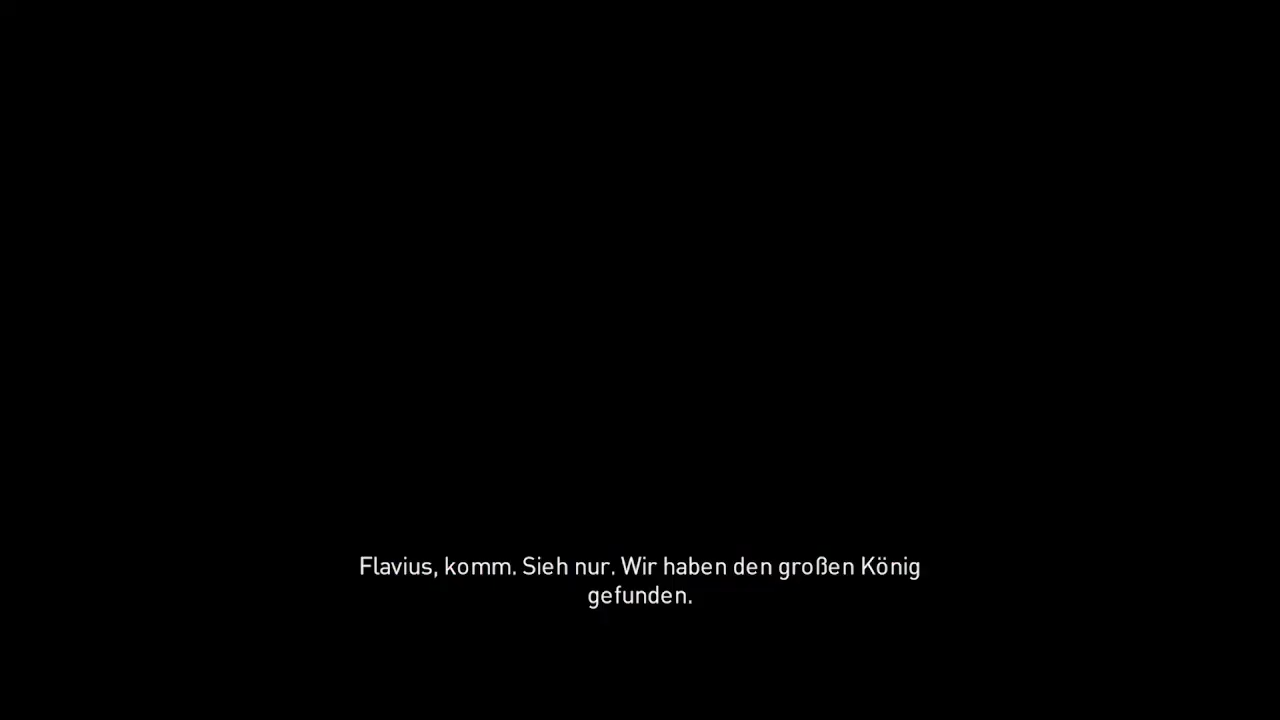 Flavius, komm. Sieh nur. Wir haben den großen König
gefunden.